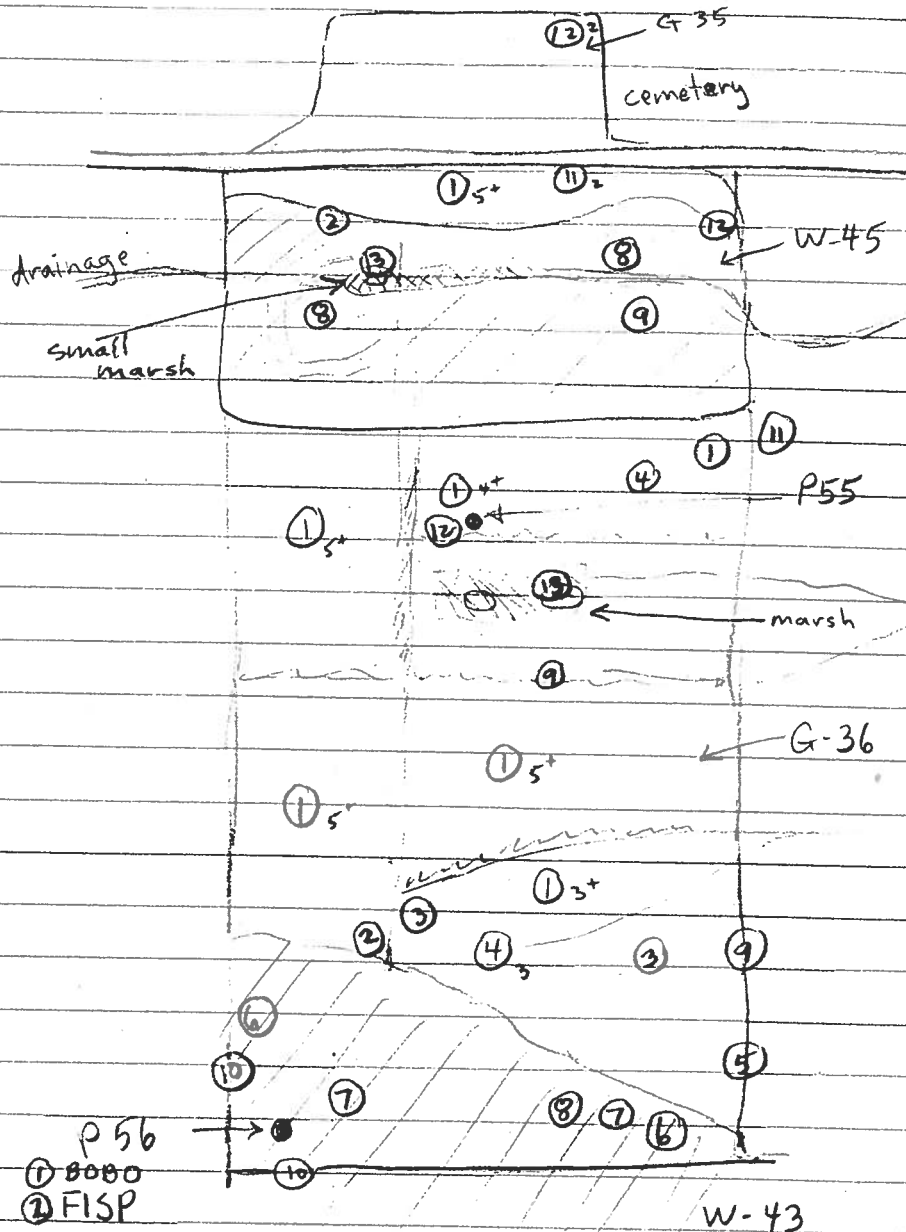 12 2 G-35
cemetery
1 5+ 11 2
2 12
W-45
drainage 13 8
8 9
small
marsh
1 11
4
1 4+ P55
1 5+ 12
13
marsh
9
G-36
1 5+
1 5+
1 3+
3
2 4 3 3 9
6
10 5
7 8 7 6
P 56
10
① BOBO
② FISP
W-43